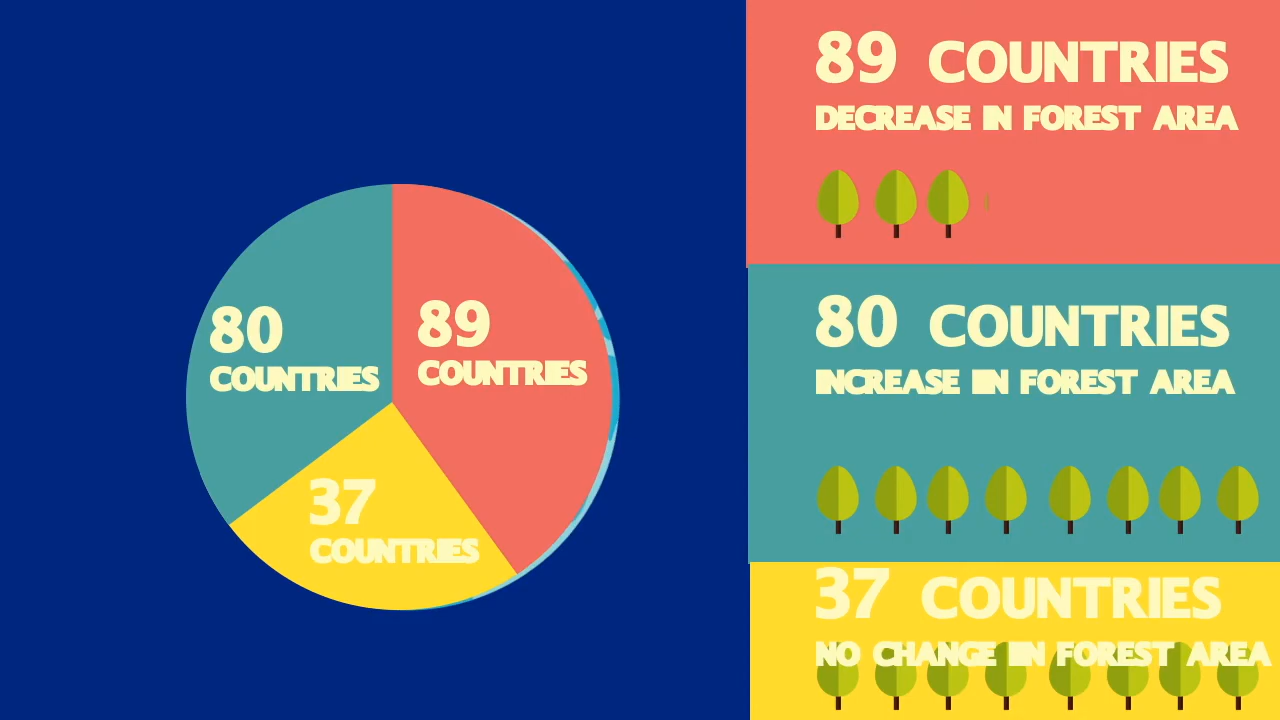 80
COUNTRIES
89
COUNTRIES
37
COUNTRIES
89 COUNTRIES
DECREASE IN FOREST AREA
80 COUNTRIES
INCREASE IN FOREST AREA
37 COUNTRIES
NO CHANGE IN FOREST AREA